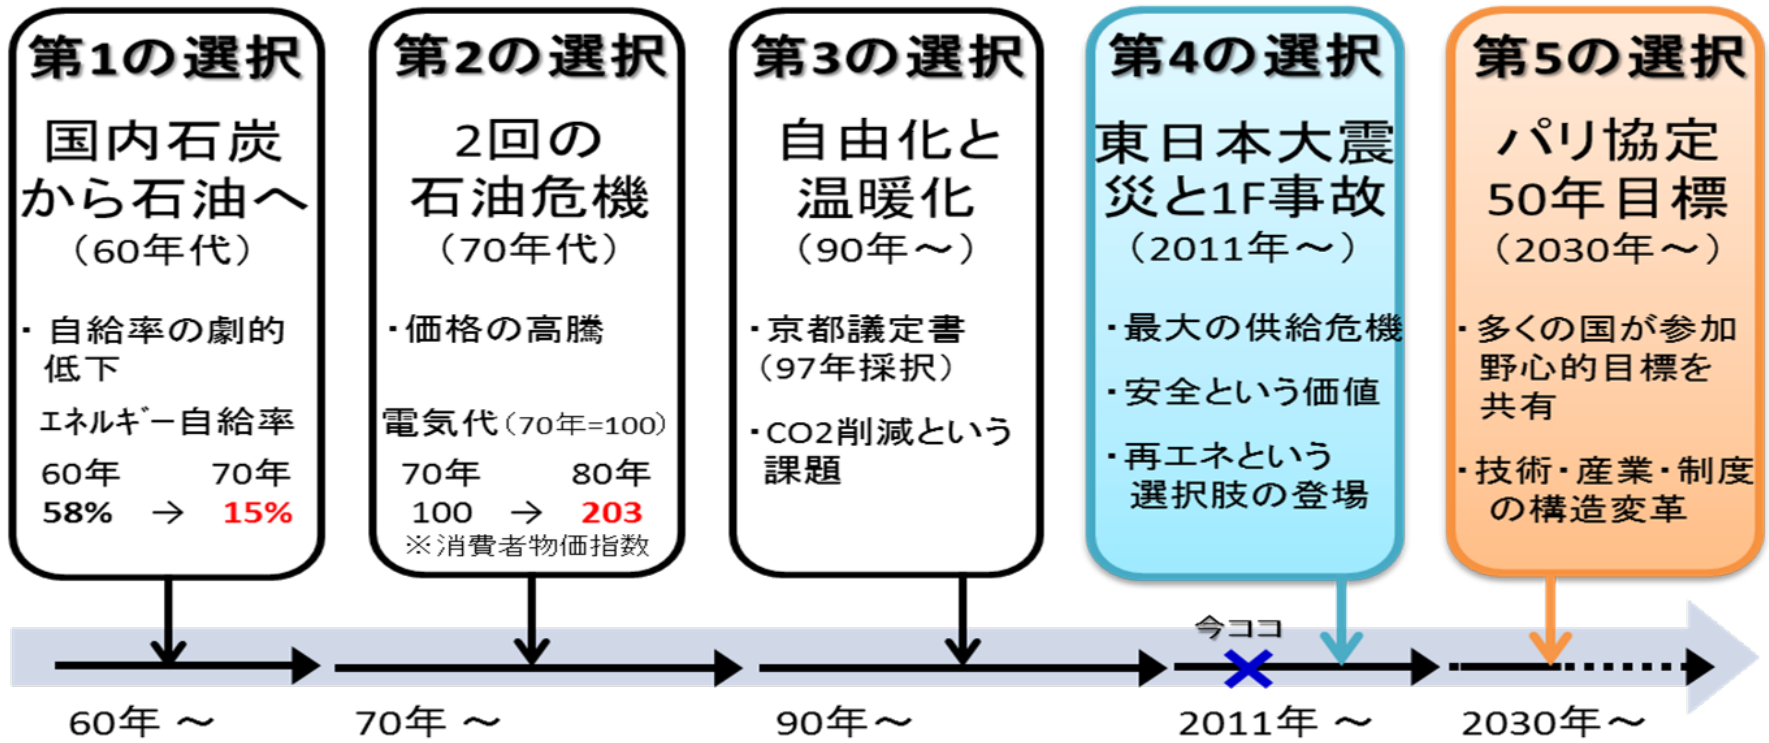 第1の選択
国内石炭
から石油へ
（60年代）
・ 自給率の劇的
低下
エネルギー自給率
60年 70年
58% → 15%
第2の選択
2回の
石油危機
（70年代）
・価格の高騰
電気代（70年=100）
70年 80年
100 → 203
※消費者物価指数
第3の選択
自由化と
温暖化
（90年～）
・京都議定書
（97年採択）
・CO2削減という
課題
第4の選択
東日本大震
災と1F事故
（2011年～）
・最大の供給危機
・安全という価値
・再エネという
選択肢の登場
第5の選択
パリ協定
50年目標
（2030年～）
・多くの国が参加
野心的目標を
共有
・技術・産業・制度
の構造変革
今ココ
60年 ～
70年 ～
90年～
2011年 ～
2030年～